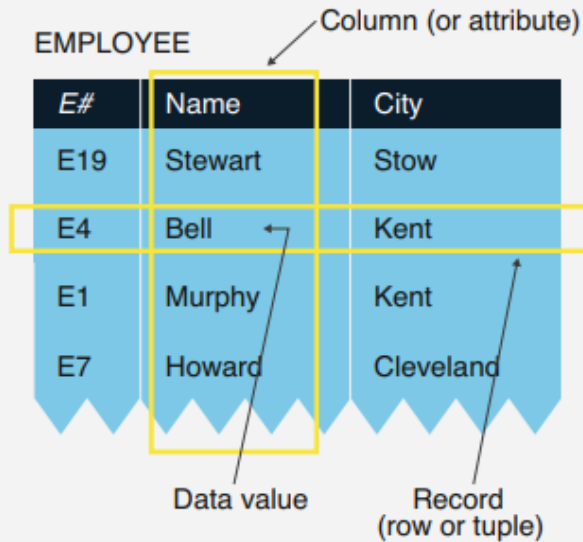 Column (or attribute)
EMPLOYEE
E# Name City
E19 Stewart Stow
E4 Bell Kent
E1 Murphy Kent
E7 Howard Cleveland
Data value Record
(row or tuple)